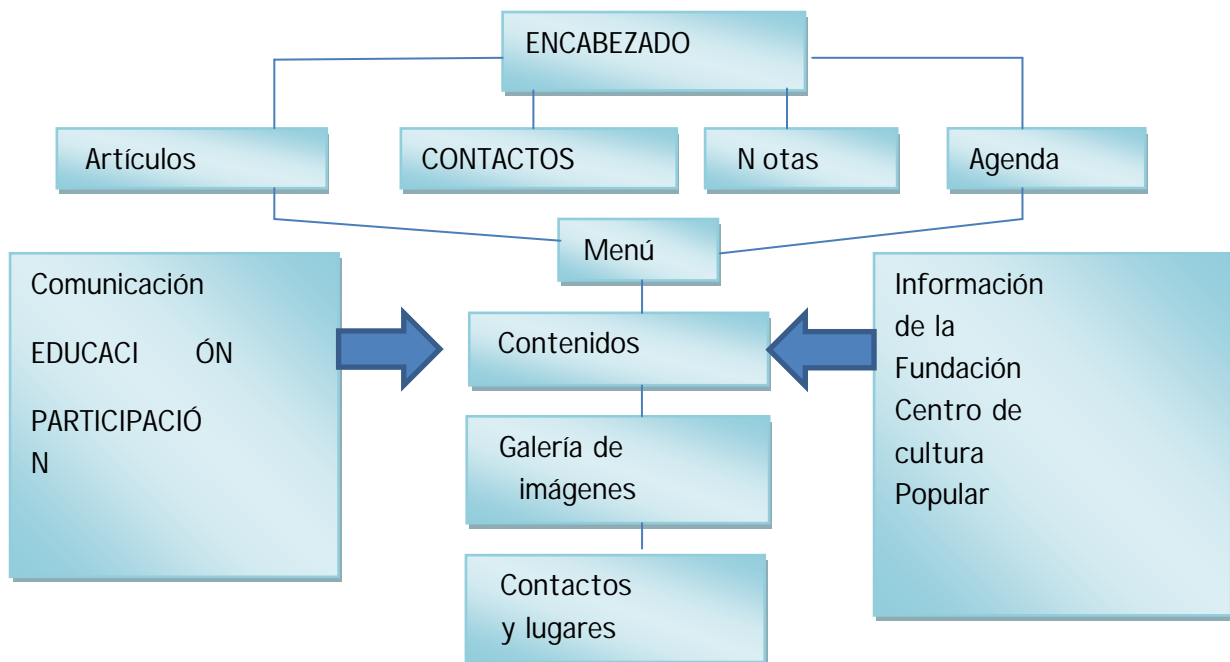 ENCABEZADO
Artículos
CONTACTOS
N otas
Agenda
Menú
Comunicación
EDUCACI ÓN
PARTICIPACIÓ
N
Contenidos
Información
de la
Fundación
Centro de
cultura
Popular
Galería de
imágenes
Contactos
y lugares